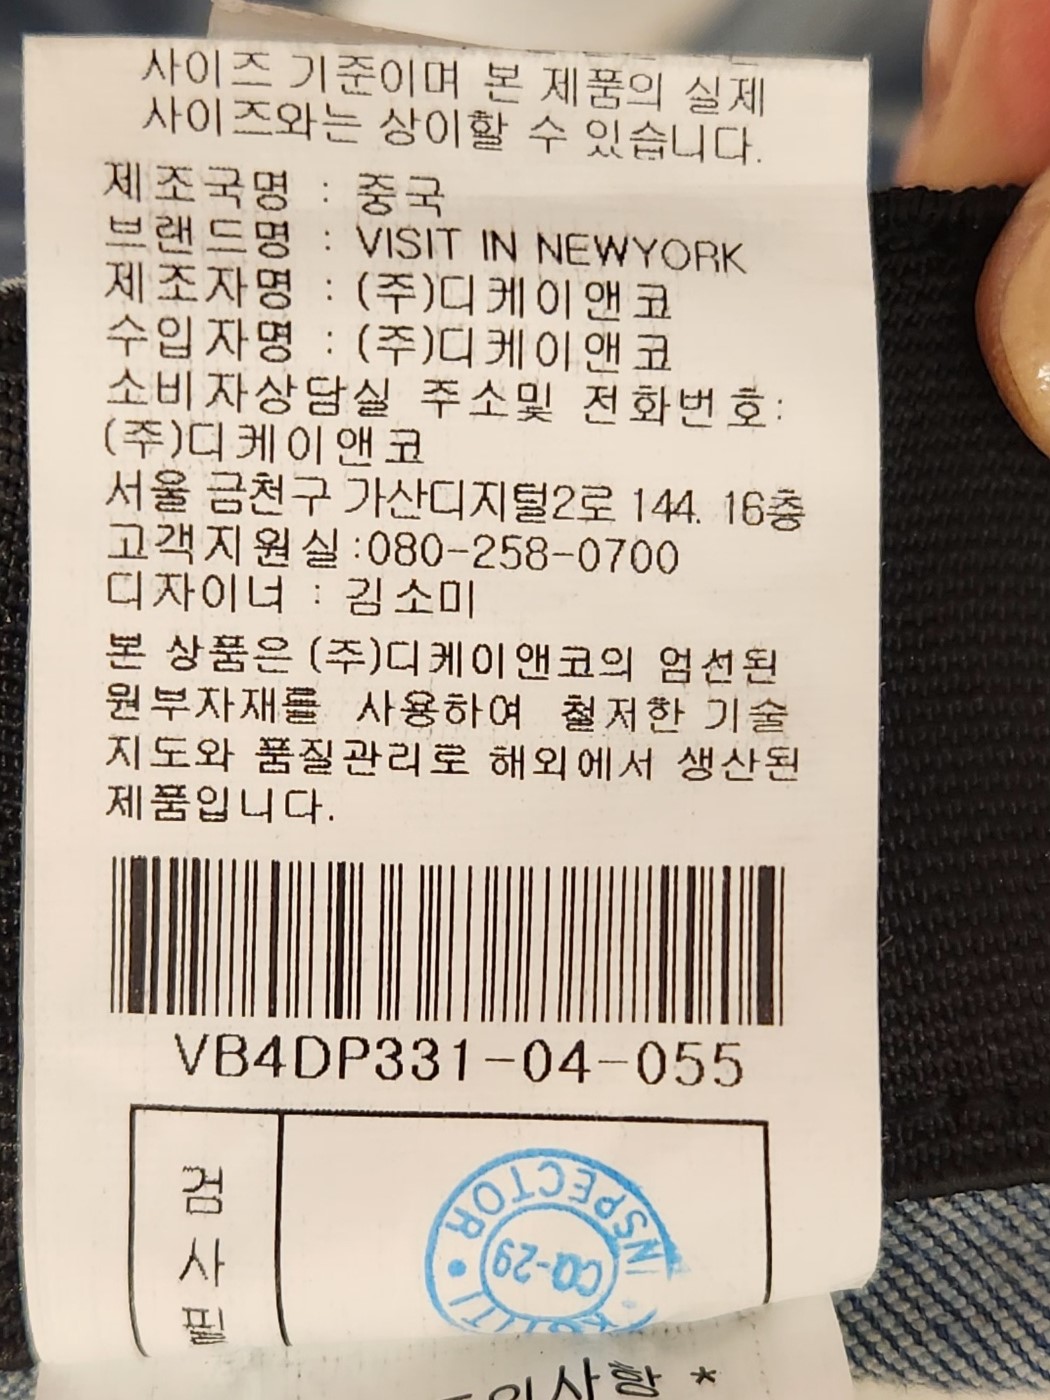 사이즈 기준이며 본 제품의 실제
사이즈와는 상이할 수 있습니다.
제조국명 : 중국
브랜드명 : VISIT IN NEWYORK
제조자명 : (주)디케이앤코
수입자명 : (주)디케이앤코
소비자상담실 주소및 전화번호:
(주)디케이앤코
서울 금천구 가산디지털2로 144. 16층
고객지원실:080-258-0700
디자이너 : 김소미
본 상품은 (주)디케이앤코의 엄선된
원부자재를 사용하여 철저한 기술
지도와 품질관리로 해외에서 생산된
제품입니다.
VB4DP331-04-055
검
사
필
INSPECTOR
CQ-29
KOTITI
*